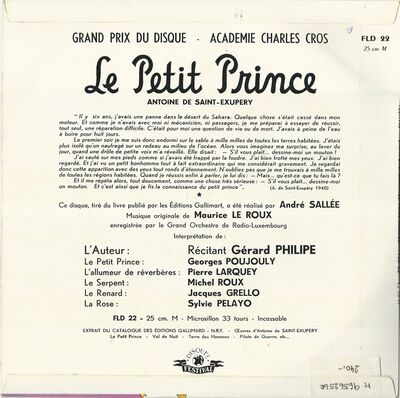 GRAND PRIX DU DISQUE - ACADEMIE CHARLES CROS
FLD 22
25 cm M
Le Petit Prince
ANTOINE DE SAINT-EXUPERY
" Il y six ans, j'avais une panne dans le désert du Sahara. Quelque chose s'était cassé dans mon
moteur. Et comme je n'avais avec moi ni mécanicien, ni passagers, je me préparai à essayer de réussir,
tout seul, une réparation difficile. C'était pour moi une question de vie ou de mort. J'avais à peine de l'eau
à boire pour huit jours.
Le premier soir je me suis donc endormi sur le sable à mille milles de toutes les terres habitées. J'étais
plus isolé qu'un naufragé sur un radeau au milieu de l'océan. Alors vous imaginez ma surprise, au lever du
jour, quand une drôle de petite voix m'a réveillé. Elle disait : — S'il vous plaît... dessine-moi un mouton !
J'ai sauté sur mes pieds comme si j'avais été frappé par la foudre. J'ai bien frotté mes yeux. J'ai bien
regardé. Et j'ai vu un petit bonhomme tout à fait extraordinaire qui me considérait gravement. Je regardai
donc cette apparition avec des yeux tout ronds d'étonnement. N'oubliez pas que je me trouvais à mille milles
de toutes les régions habitées. Quand je réussis enfin à parler, je lui dis : — Mais... qu'est-ce que tu fais là ?
Et il me répéta alors, tout doucement, comme une chose très sérieuse : — S'il vous plaît... dessine-moi
un mouton. Et c'est ainsi que je fis la connaissance du petit prince ".
(A. de Saint-Exupéry 1940)
★
Ce disque, tiré du livre publié par les Éditions Gallimart, a été réalisé par André SALLÉE
Musique originale de Maurice LE ROUX
enregistrée par le Grand Orchestre de Radio-Luxembourg
Interprétation de :
L'Auteur : Récitant Gérard PHILIPE
Le Petit Prince : Georges POUJOULY
L'allumeur de réverbères : Pierre LARQUEY
Le Serpent : Michel ROUX
Le Renard : Jacques GRELLO
La Rose : Sylvie PELAYO
FLD 22 - 25 cm. M - Microsillon 33 tours - Incassable
EXTRAIT DU CATALOGUE DES ÉDITIONS GALLIMARD - N.R.F. - Œuvres d'Antoine de SAINT-EXUPERY
Le Petit Prince - Vol de Nuit - Terre des Hommes - Pilote de Guerre, etc...
DISQUES
FESTIVAL
240.-